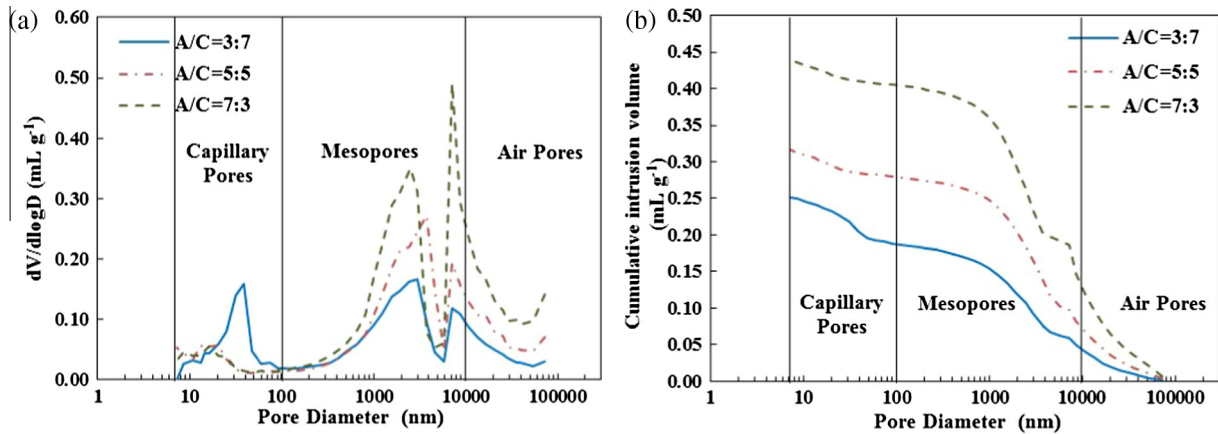 (a)
dV/dlogD (mL g⁻¹)
0.60
0.50
0.40
0.30
0.20
0.10
0.00
A/C=3:7
A/C=5:5
A/C=7:3
Capillary
Pores
Mesopores
Air Pores
1 10 100 1000 10000 100000
Pore Diameter (nm)
(b)
Cumulative intrusion volume
(mL g⁻¹)
0.50
0.45
0.40
0.35
0.30
0.25
0.20
0.15
0.10
0.05
0.00
A/C=3:7
A/C=5:5
A/C=7:3
Capillary
Pores
Mesopores
Air Pores
1 10 100 1000 10000 100000
Pore Diameter (nm)